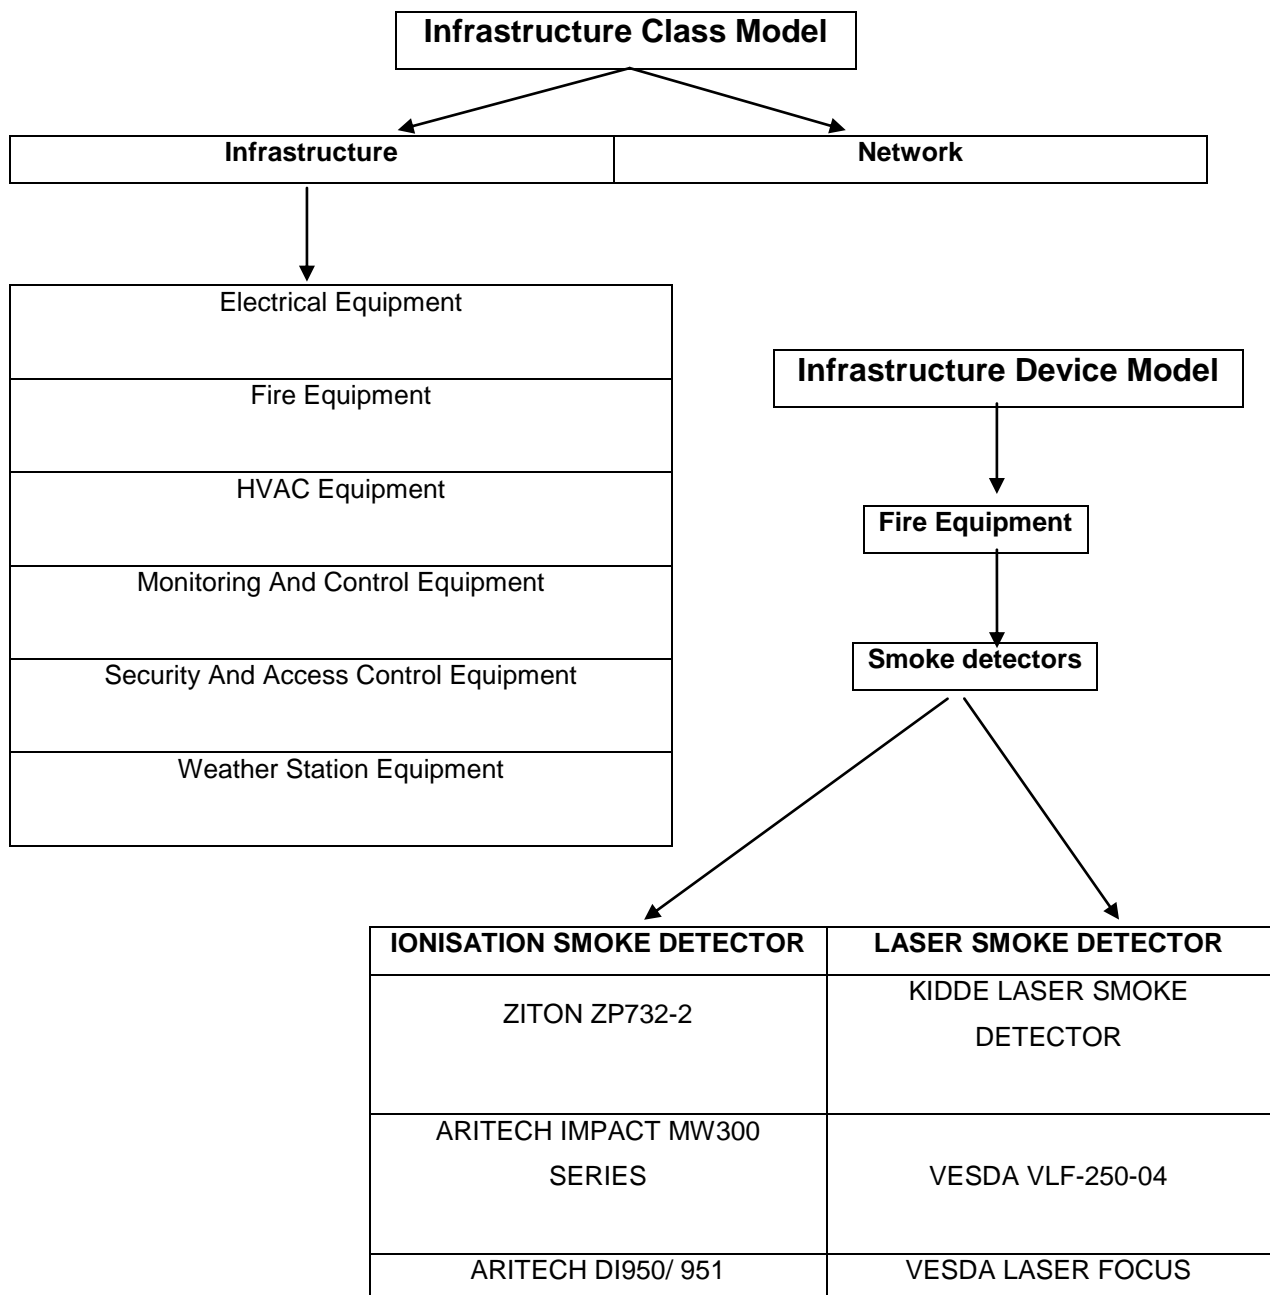 Infrastructure Class Model
Infrastructure
Network
Electrical Equipment
Fire Equipment
HVAC Equipment
Monitoring And Control Equipment
Security And Access Control Equipment
Weather Station Equipment
Infrastructure Device Model
Fire Equipment
Smoke detectors
IONISATION SMOKE DETECTOR
LASER SMOKE DETECTOR
ZITON ZP732-2
KIDDE LASER SMOKE
DETECTOR
ARITECH IMPACT MW300
SERIES
VESDA VLF-250-04
ARITECH DI950/ 951
VESDA LASER FOCUS